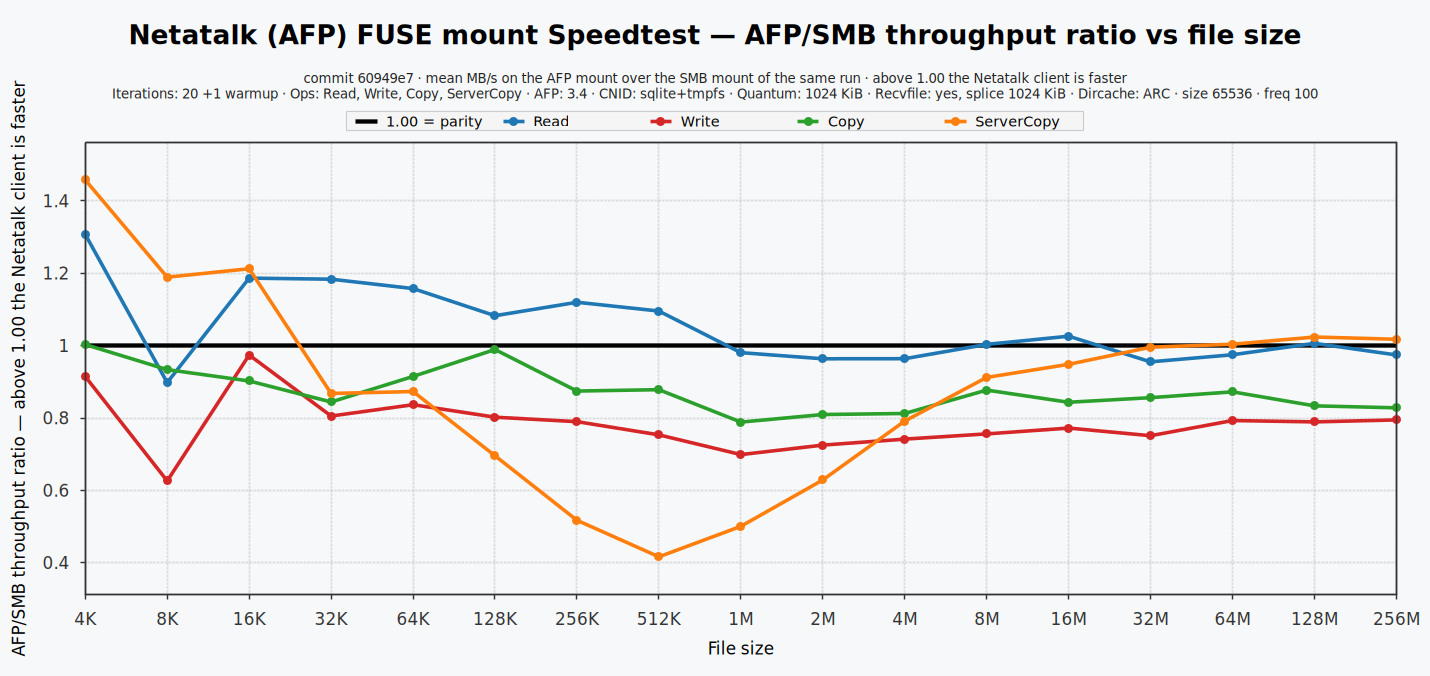 Netatalk (AFP) FUSE mount Speedtest — AFP/SMB throughput ratio vs file size
commit 60949e7 · mean MB/s on the AFP mount over the SMB mount of the same run · above 1.00 the Netatalk client is faster
Iterations: 20 +1 warmup · Ops: Read, Write, Copy, ServerCopy · AFP: 3.4 · CNID: sqlite+tmpfs · Quantum: 1024 KiB · Recvfile: yes, splice 1024 KiB · Dircache: ARC · size 65536 · freq 100
1.00 = parity Read Write Copy ServerCopy
AFP/SMB throughput ratio — above 1.00 the Netatalk client is faster
1.4
1.2
1
0.8
0.6
0.4
4K 8K 16K 32K 64K 128K 256K 512K 1M 2M 4M 8M 16M 32M 64M 128M 256M
File size